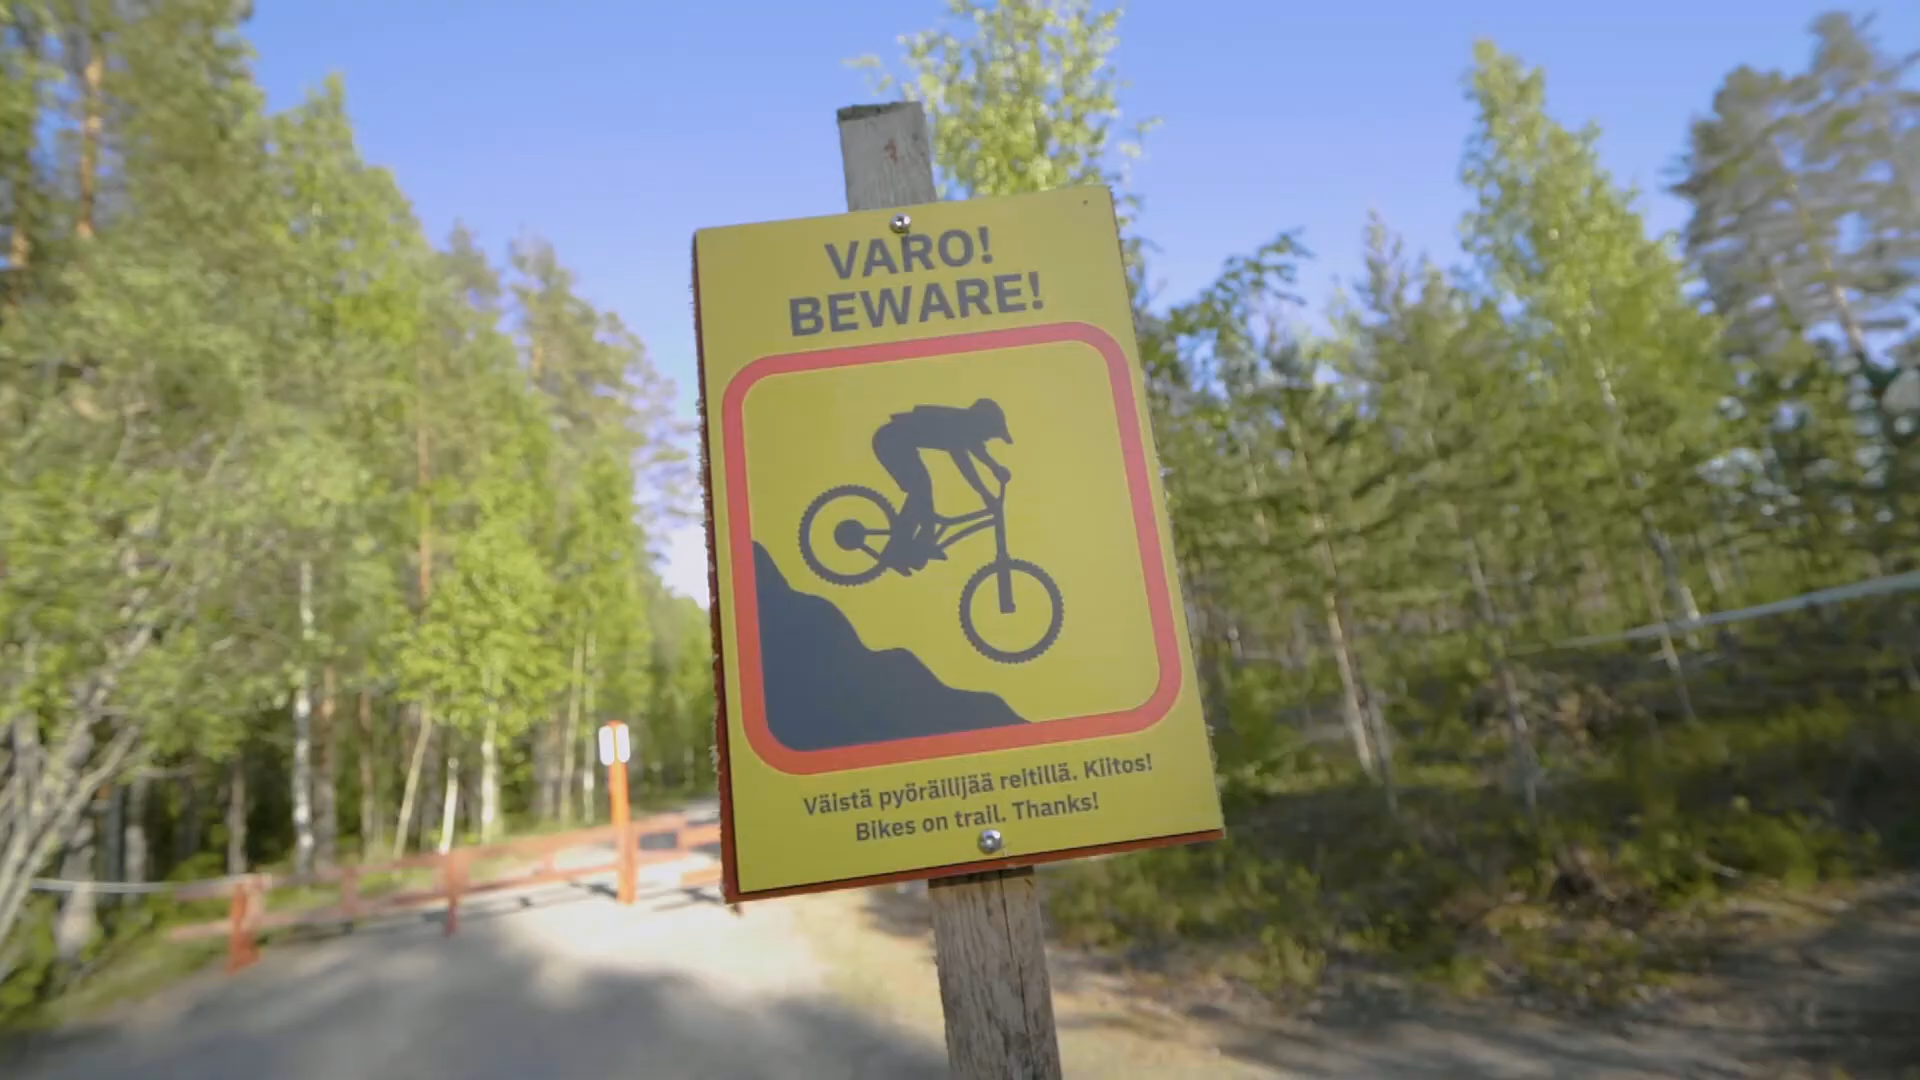 VARO!
BEWARE!
Väistä pyöräilijää reitillä. Kiitos!
Bikes on trail. Thanks!